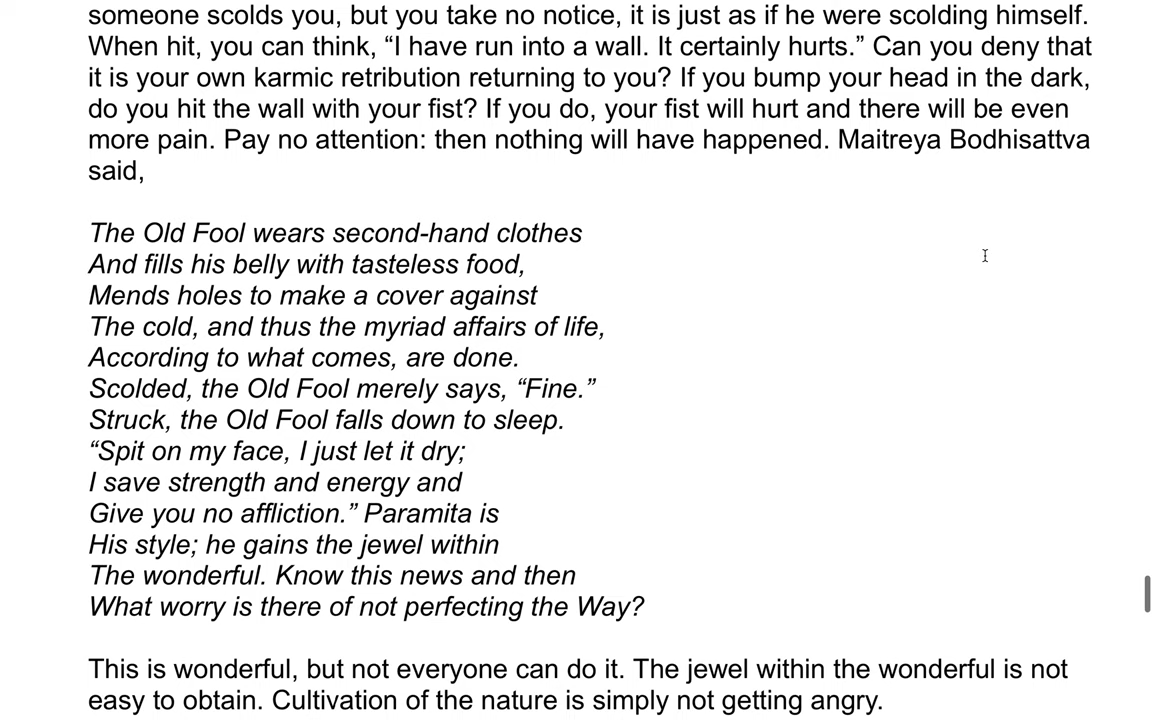 someone scolds you, but you take no notice, it is just as if he were scolding himself.
When hit, you can think, “I have run into a wall. It certainly hurts.” Can you deny that
it is your own karmic retribution returning to you? If you bump your head in the dark,
do you hit the wall with your fist? If you do, your fist will hurt and there will be even
more pain. Pay no attention: then nothing will have happened. Maitreya Bodhisattva
said,
The Old Fool wears second-hand clothes
And fills his belly with tasteless food,
Mends holes to make a cover against
The cold, and thus the myriad affairs of life,
According to what comes, are done.
Scolded, the Old Fool merely says, “Fine.”
Struck, the Old Fool falls down to sleep.
“Spit on my face, I just let it dry;
I save strength and energy and
Give you no affliction.” Paramita is
His style; he gains the jewel within
The wonderful. Know this news and then
What worry is there of not perfecting the Way?
This is wonderful, but not everyone can do it. The jewel within the wonderful is not
easy to obtain. Cultivation of the nature is simply not getting angry.